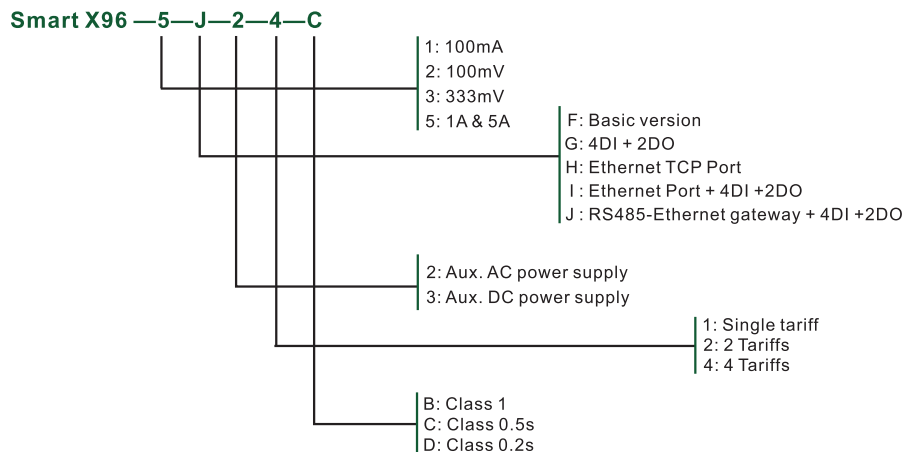 Smart X96 —5—J—2—4—C
1: 100mA
2: 100mV
3: 333mV
5: 1A & 5A
F: Basic version
G: 4DI + 2DO
H: Ethernet TCP Port
I : Ethernet Port + 4DI +2DO
J : RS485-Ethernet gateway + 4DI +2DO
2: Aux. AC power supply
3: Aux. DC power supply
1: Single tariff
2: 2 Tariffs
4: 4 Tariffs
B: Class 1
C: Class 0.5s
D: Class 0.2s